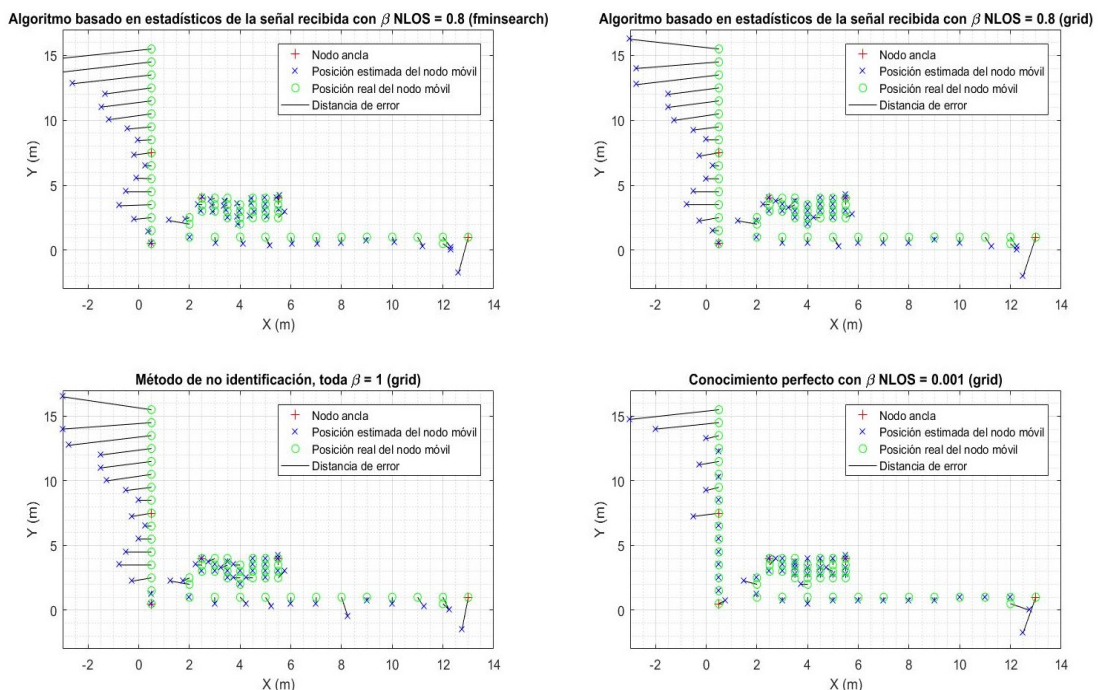 Algoritmo basado en estadísticos de la señal recibida con β NLOS = 0.8 (fminsearch)
Nodo ancla
Posición estimada del nodo móvil
Posición real del nodo móvil
Distancia de error
15
10
5
0
Y (m)
-2 0 2 4 6 8 10 12 14
X (m)
Algoritmo basado en estadísticos de la señal recibida con β NLOS = 0.8 (grid)
Nodo ancla
Posición estimada del nodo móvil
Posición real del nodo móvil
Distancia de error
15
10
5
0
Y (m)
-2 0 2 4 6 8 10 12 14
X (m)
Método de no identificación, toda β = 1 (grid)
Nodo ancla
Posición estimada del nodo móvil
Posición real del nodo móvil
Distancia de error
15
10
5
0
Y (m)
-2 0 2 4 6 8 10 12 14
X (m)
Conocimiento perfecto con β NLOS = 0.001 (grid)
Nodo ancla
Posición estimada del nodo móvil
Posición real del nodo móvil
Distancia de error
15
10
5
0
Y (m)
-2 0 2 4 6 8 10 12 14
X (m)